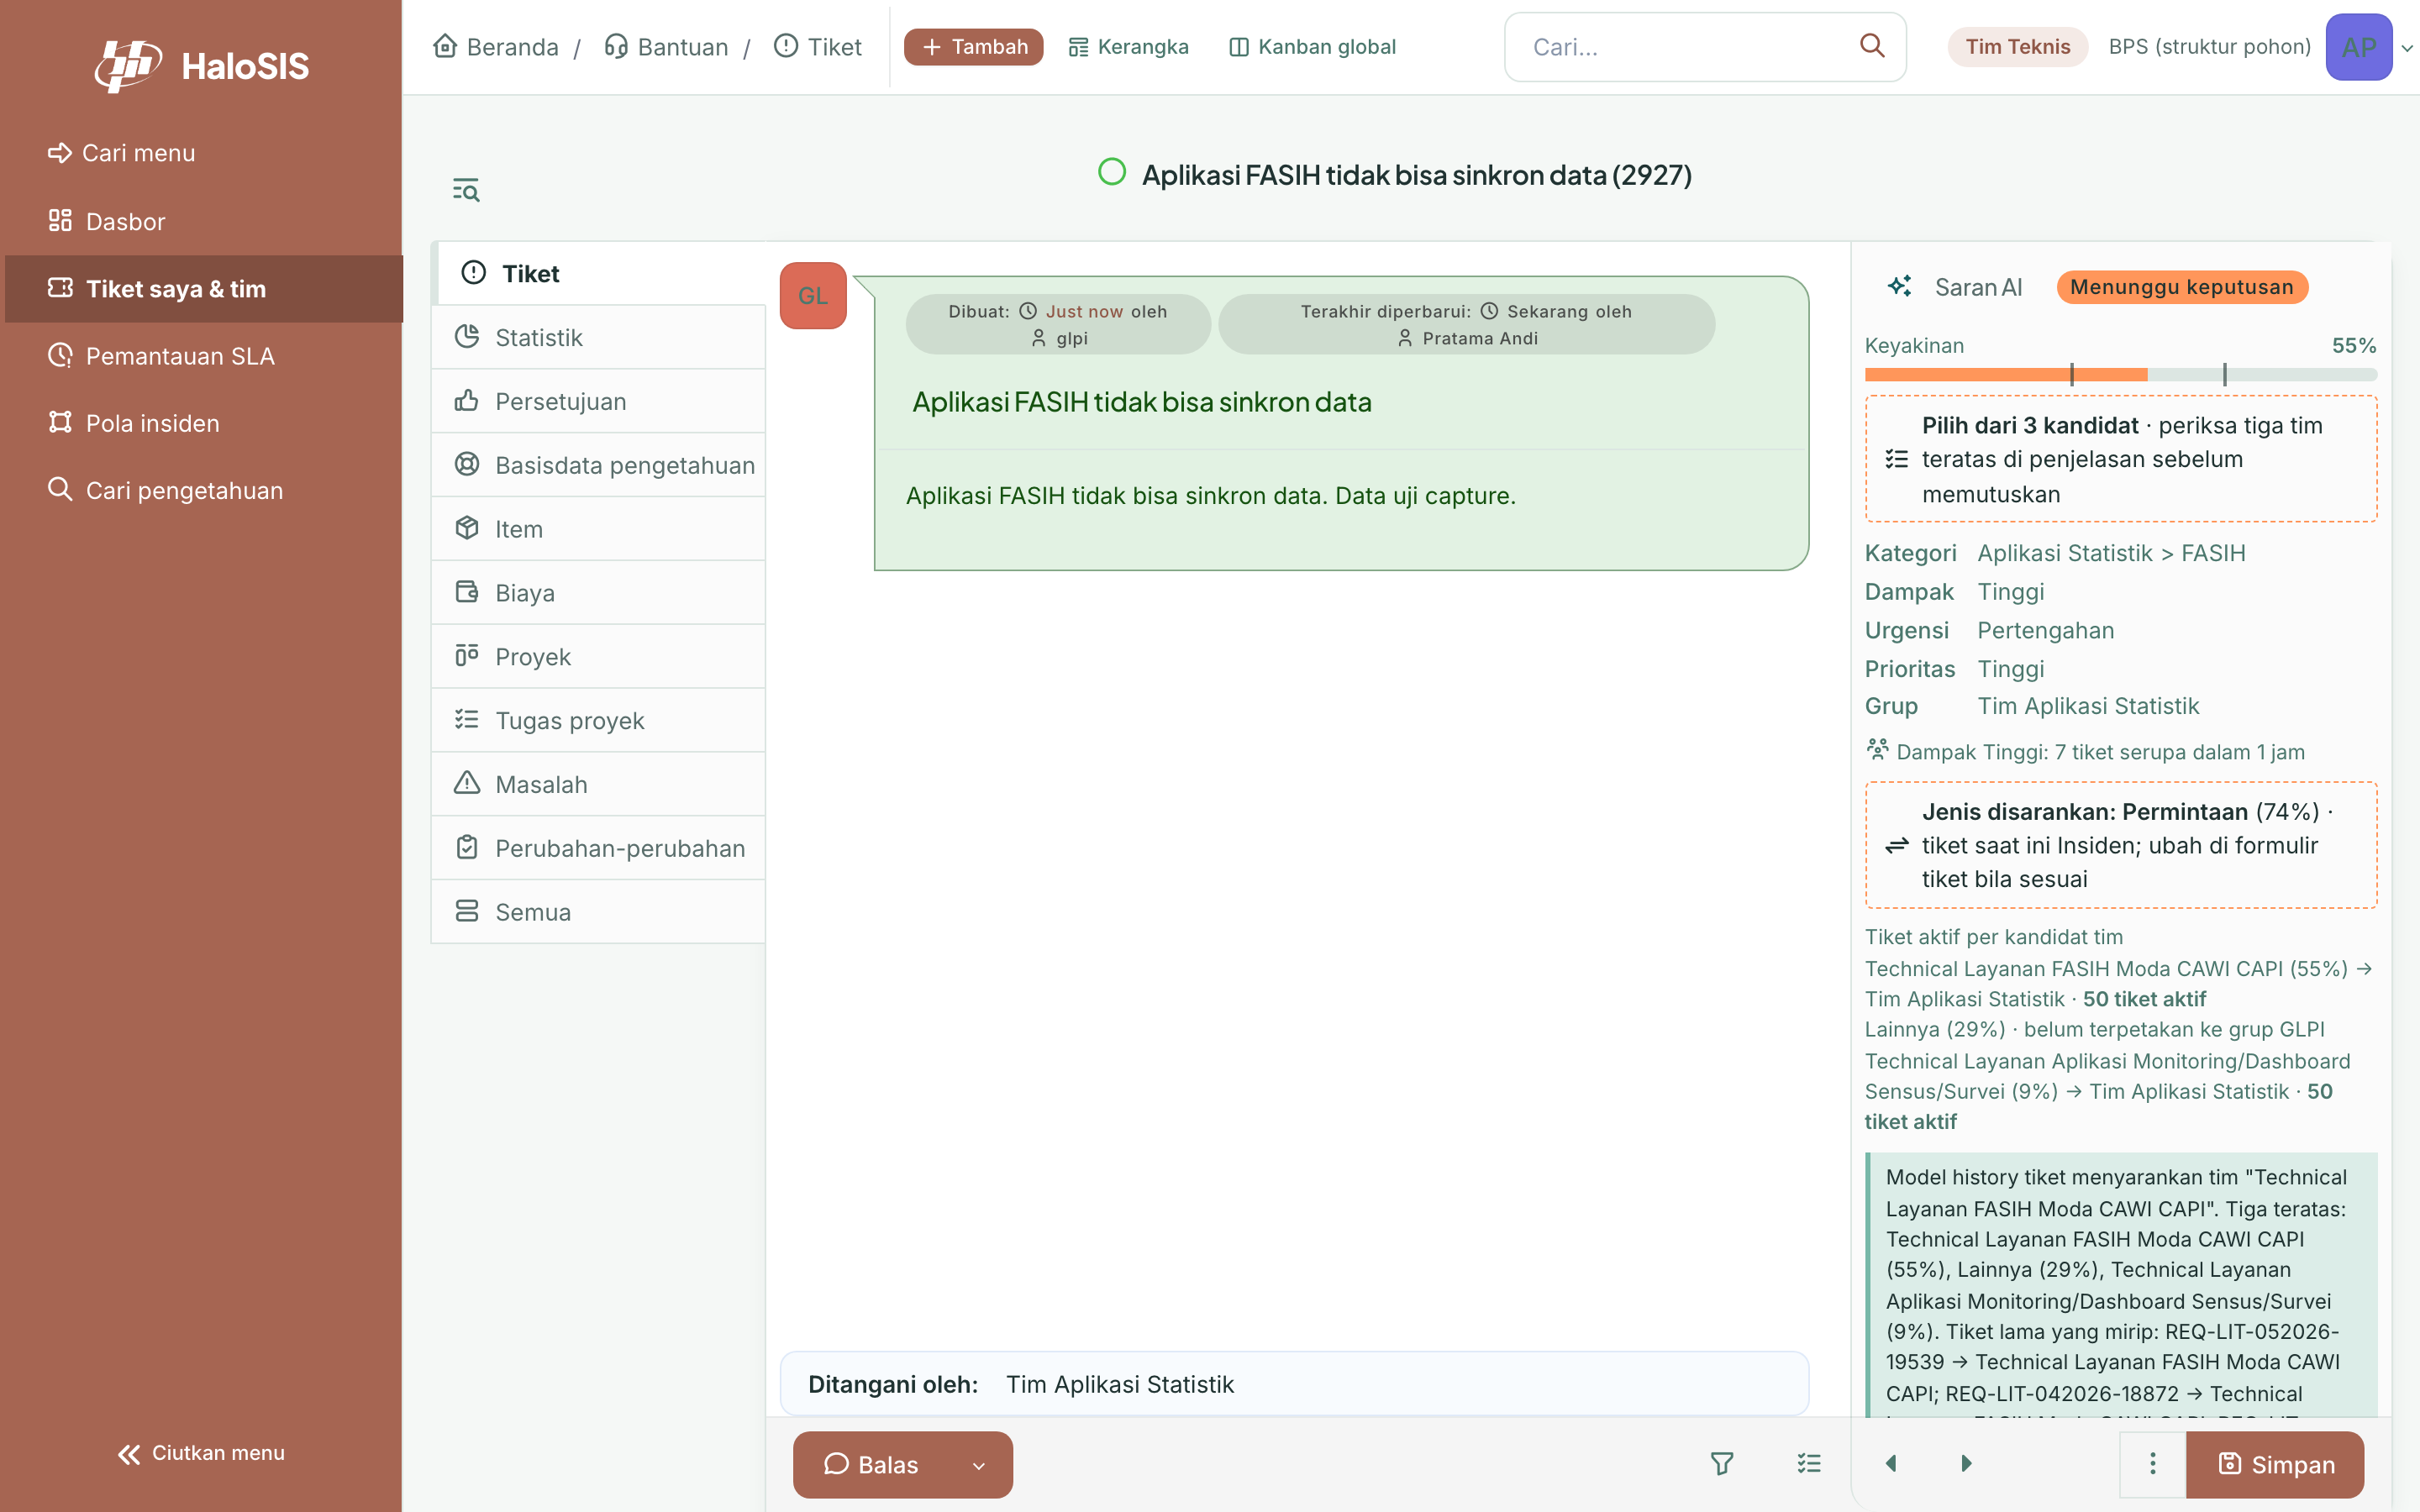 HaloSIS
Cari menu
Dasbor
Tiket saya & tim
Pemantauan SLA
Pola insiden
Cari pengetahuan
Ciutkan menu
Beranda / Bantuan / Tiket
Tambah
Kerangka
Kanban global
Cari...
Tim Teknis
BPS (struktur pohon)
AP
Aplikasi FASIH tidak bisa sinkron data (2927)
Tiket
Statistik
Persetujuan
Basisdata pengetahuan
Item
Biaya
Proyek
Tugas proyek
Masalah
Perubahan-perubahan
Semua
GL
Dibuat: Just now oleh
glpi
Terakhir diperbarui: Sekarang oleh
Pratama Andi
Aplikasi FASIH tidak bisa sinkron data
Aplikasi FASIH tidak bisa sinkron data. Data uji capture.
Ditangani oleh: Tim Aplikasi Statistik
Balas
Saran AI
Menunggu keputusan
Keyakinan 55%
Pilih dari 3 kandidat · periksa tiga tim
teratas di penjelasan sebelum
memutuskan
Kategori Aplikasi Statistik > FASIH
Dampak Tinggi
Urgensi Pertengahan
Prioritas Tinggi
Grup Tim Aplikasi Statistik
Dampak Tinggi: 7 tiket serupa dalam 1 jam
Jenis disarankan: Permintaan (74%) ·
tiket saat ini Insiden; ubah di formulir
tiket bila sesuai
Tiket aktif per kandidat tim
Technical Layanan FASIH Moda CAWI CAPI (55%) →
Tim Aplikasi Statistik · 50 tiket aktif
Lainnya (29%) · belum terpetakan ke grup GLPI
Technical Layanan Aplikasi Monitoring/Dashboard
Sensus/Survei (9%) → Tim Aplikasi Statistik · 50
tiket aktif
Model history tiket menyarankan tim "Technical
Layanan FASIH Moda CAWI CAPI". Tiga teratas:
Technical Layanan FASIH Moda CAWI CAPI
(55%), Lainnya (29%), Technical Layanan
Aplikasi Monitoring/Dashboard Sensus/Survei
(9%). Tiket lama yang mirip: REQ-LIT-052026-
19539 → Technical Layanan FASIH Moda CAWI
CAPI; REQ-LIT-042026-18872 → Technical
Simpan